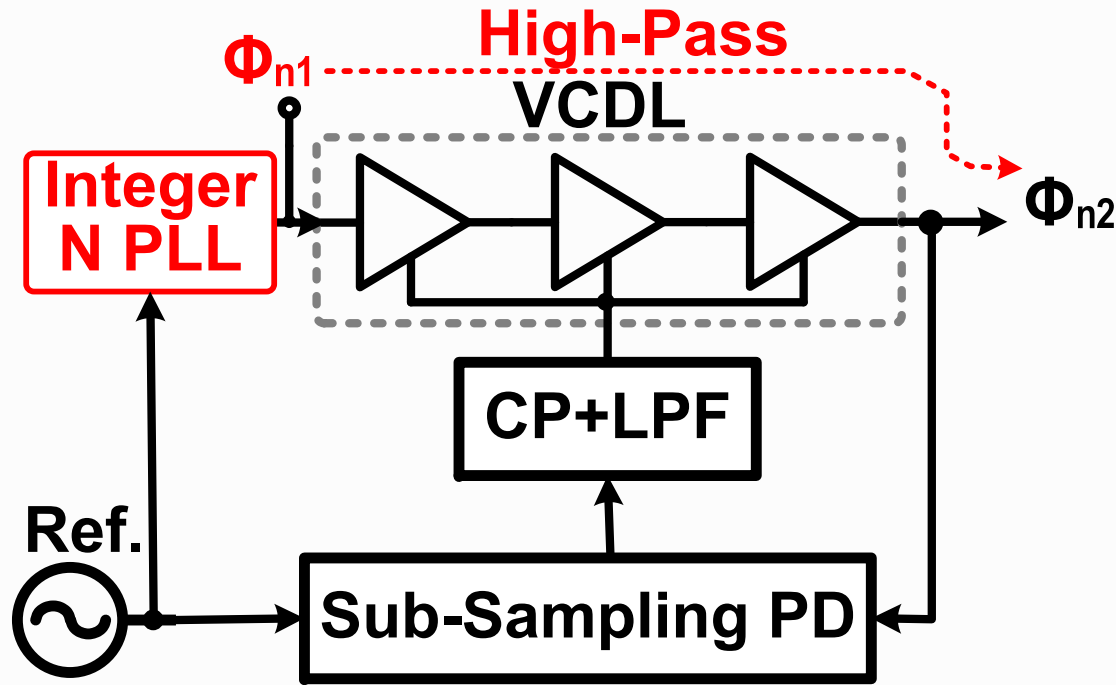 High-Pass
Φn1
VCDL
Integer
N PLL
Φn2
CP+LPF
Ref.
Sub-Sampling PD